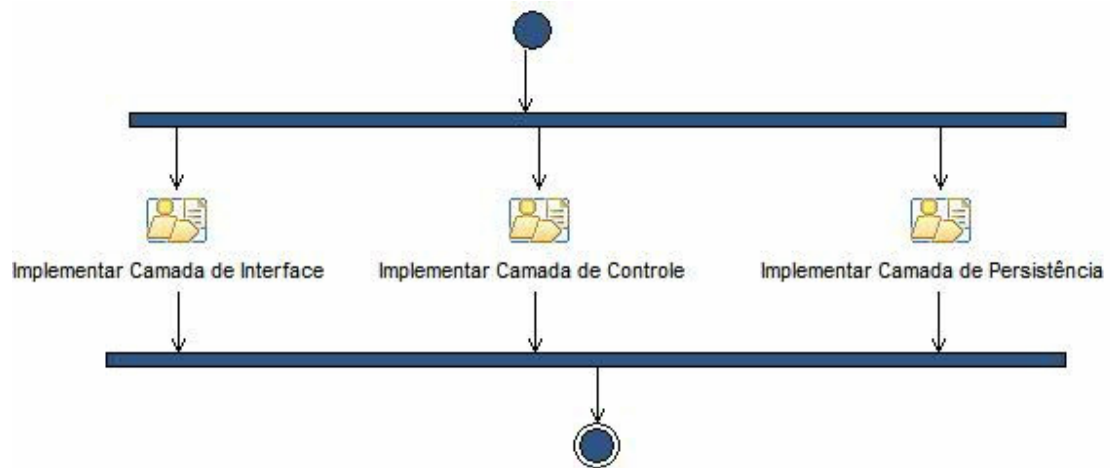 Implementar Camada de Interface
Implementar Camada de Controle
Implementar Camada de Persistência